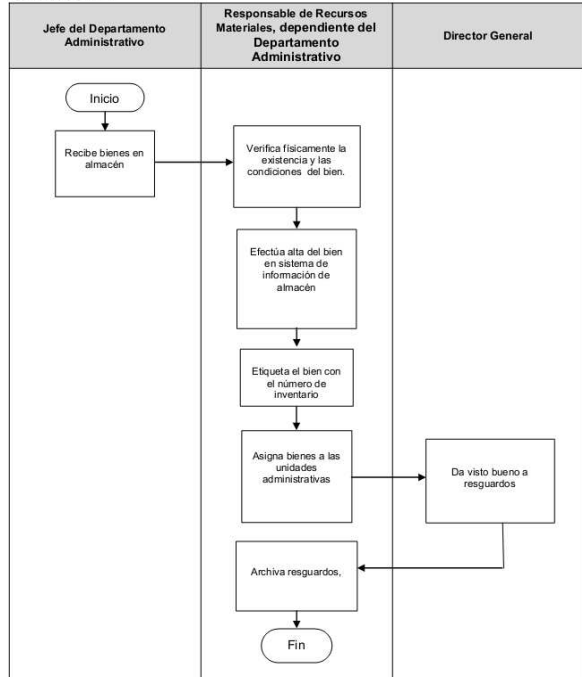 Jefe del Departamento
Administrativo
Responsable de Recursos
Materiales, dependiente del
Departamento
Administrativo
Director General
Inicio
Recibe bienes en
almacén
Verifica físicamente la
existencia y las
condiciones del bien.
Efectúa alta del bien
en sistema de
información de
almacén
Etiqueta el bien con
el número de
inventario
Asigna bienes a las
unidades
administrativas
Da visto bueno a
resguardos
Archiva resguardos,
Fin